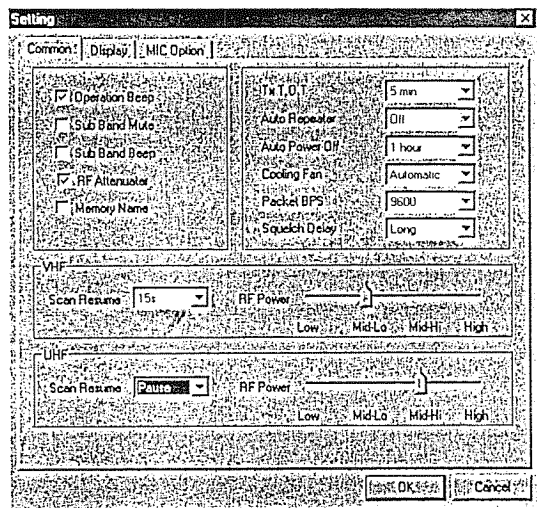 Setting
Common Display MIC Option
Operation Beep
Sub Band Mute
Sub Band Beep
RF Attenuator
Memory Name
Tx T.O.T 5 min
Auto Repeater Off
Auto Power Off 1 hour
Cooling Fan Automatic
Packet BPS 9600
Squelch Delay Long
VHF
Scan Resume 15s RF Power
Low Mid-Lo Mid-Hi High
UHF
Scan Resume Pause RF Power
Low Mid-Lo Mid-Hi High
OK Cancel